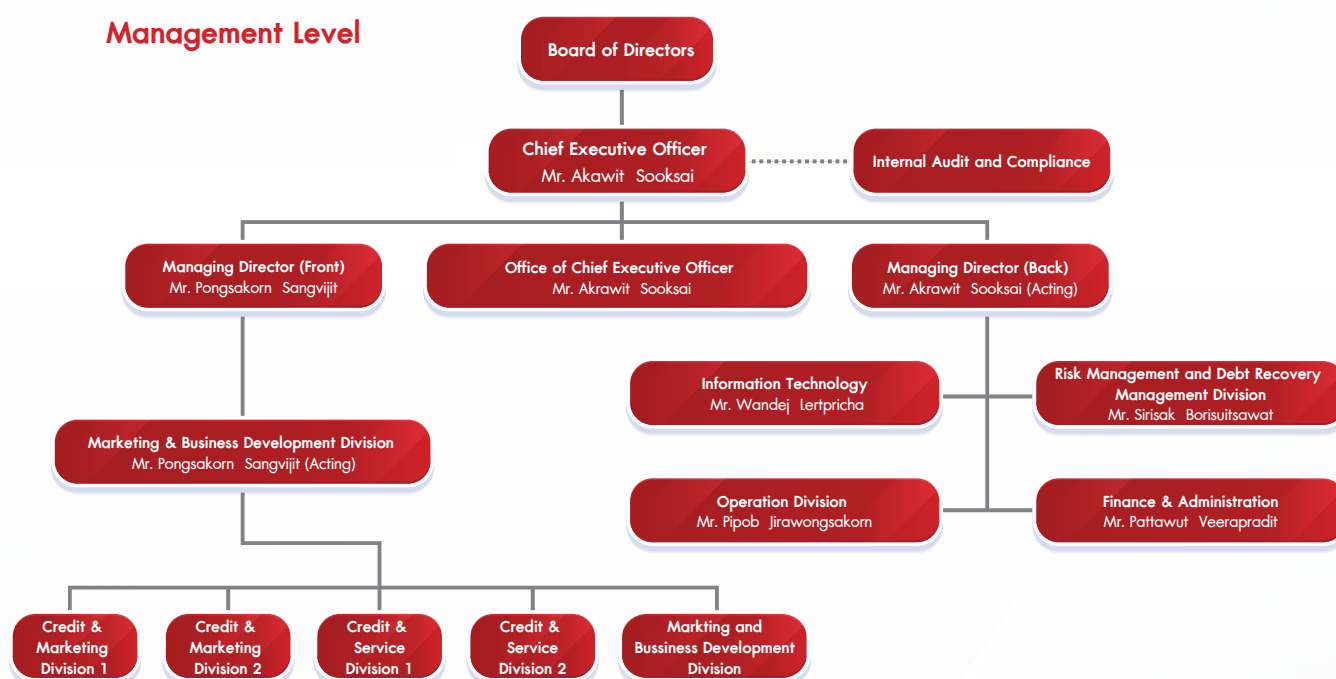 Management Level
Board of Directors
Chief Executive Officer
Mr. Akawit Sooksai
Internal Audit and Compliance
Managing Director (Front)
Mr. Pongsakorn Sangvijit
Office of Chief Executive Officer
Mr. Akrawit Sooksai
Managing Director (Back)
Mr. Akrawit Sooksai (Acting)
Information Technology
Mr. Wandej Lertpricha
Risk Management and Debt Recovery
Management Division
Mr. Sirisak Borisuitsawat
Marketing & Business Development Division
Mr. Pongsakorn Sangvijit (Acting)
Operation Division
Mr. Pipob Jirawongsakorn
Finance & Administration
Mr. Pattawut Veerapradit
Credit &
Marketing
Division 1
Credit &
Marketing
Division 2
Credit &
Service
Division 1
Credit &
Service
Division 2
Markting and
Bussiness Development
Division